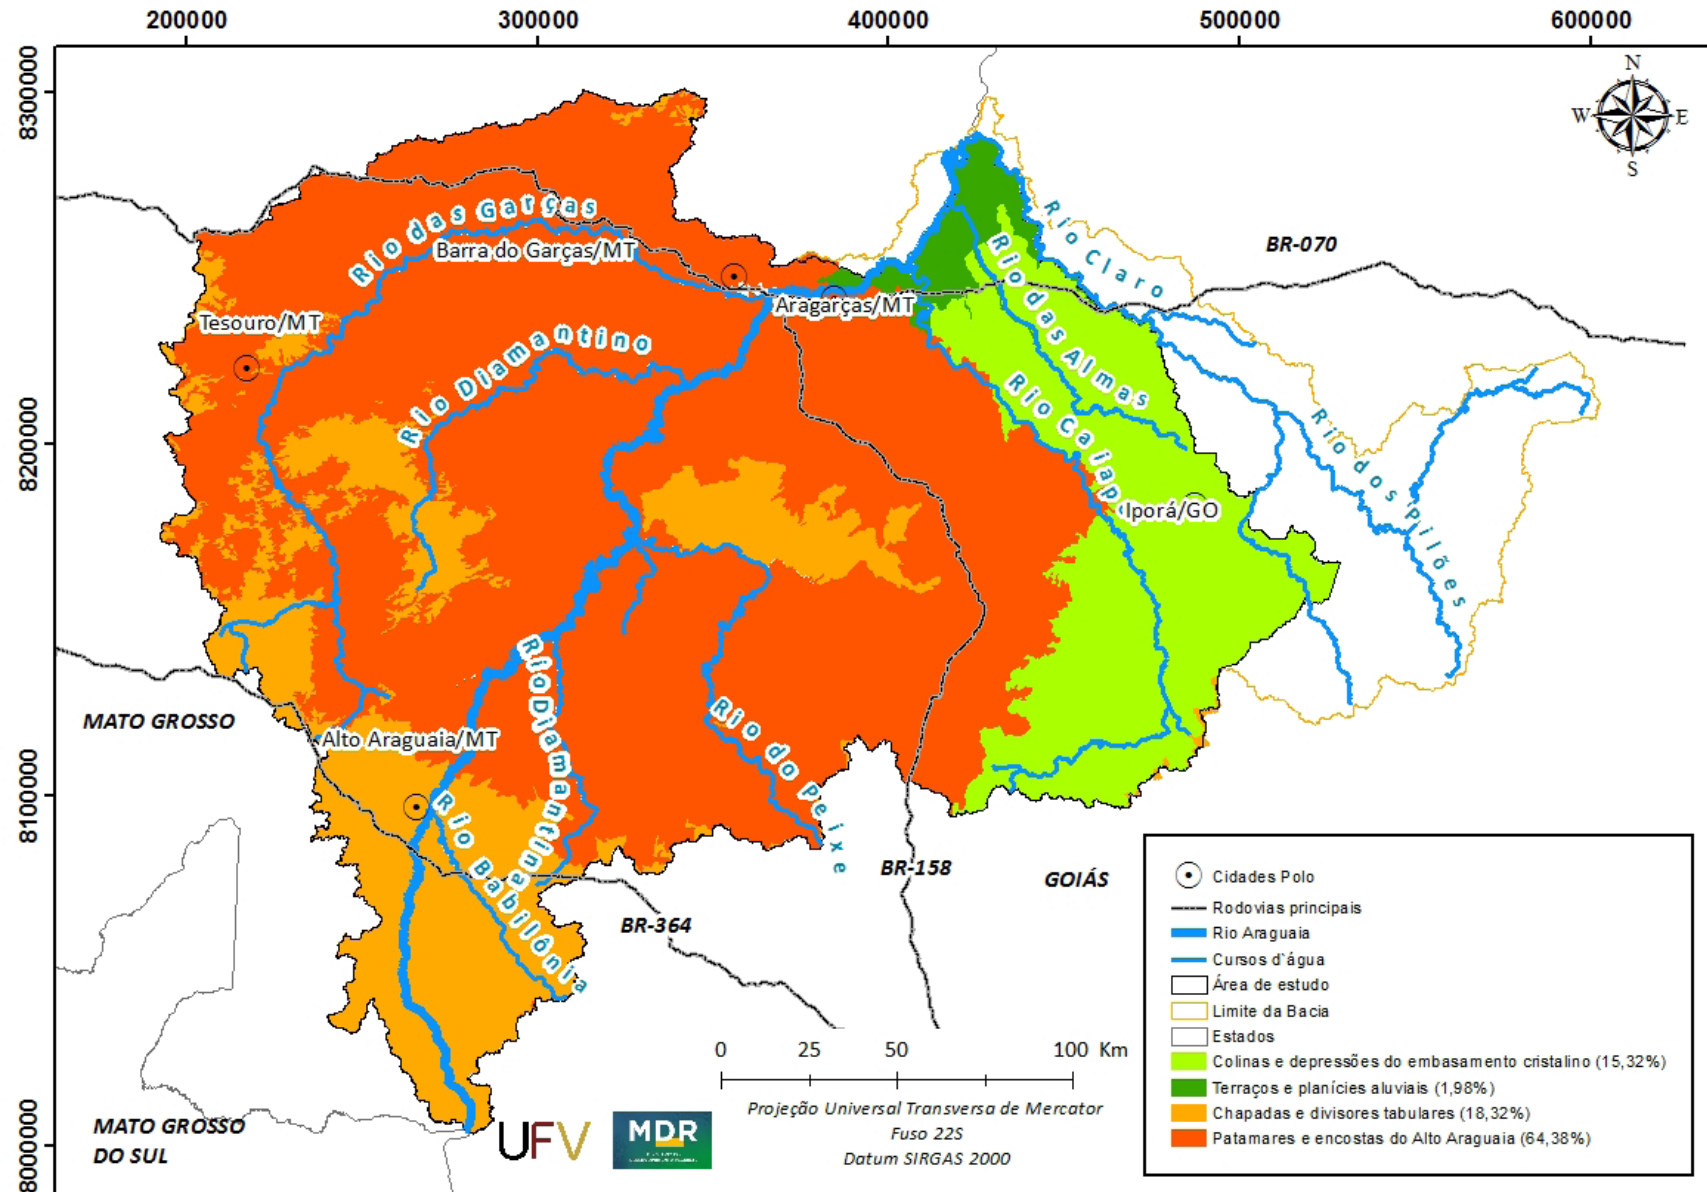 200000
300000
400000
500000
600000
8300000
8200000
8100000
8000000
N
W
E
S
Rio das Garças
Barra do Garças/MT
Rio Claro
BR-070
Tesouro/MT
Rio Diamantino
Aragarças/MT
Rio das Almas
Rio Caiap
Iporá/GO
Rio dos Pilões
MATO GROSSO
Alto Araguaia/MT
Rio Diamantina
Rio do Peixe
Rio Babilônia
BR-158
GOIÁS
BR-364
MATO GROSSO
DO SUL
0 25 50 100 Km
Projeção Universal Transversa de Mercator
Fuso 22S
Datum SIRGAS 2000
UFV
MDR
Cidades Polo
Rodovias principais
Rio Araguaia
Cursos d`água
Área de estudo
Limite da Bacia
Estados
Colinas e depressões do embasamento cristalino (15,32%)
Terraços e planícies aluviais (1,98%)
Chapadas e divisores tabulares (18,32%)
Patamares e encostas do Alto Araguaia (64,38%)